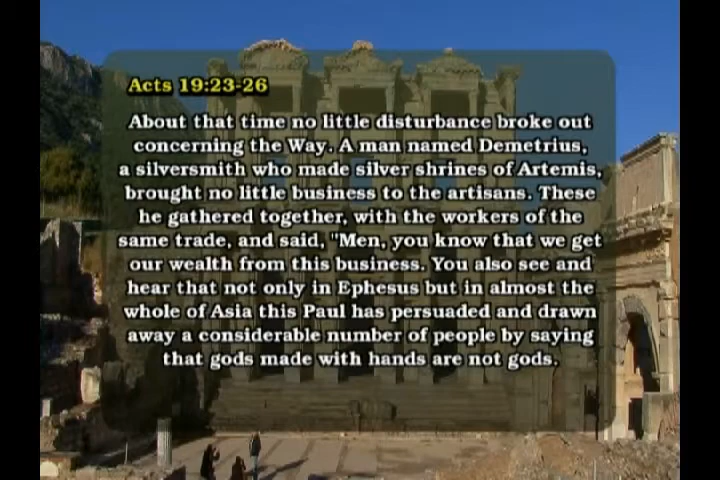 Acts 19:23-26
About that time no little disturbance broke out
concerning the Way. A man named Demetrius,
a silversmith who made silver shrines of Artemis,
brought no little business to the artisans. These
he gathered together, with the workers of the
same trade, and said, "Men, you know that we get
our wealth from this business. You also see and
hear that not only in Ephesus but in almost the
whole of Asia this Paul has persuaded and drawn
away a considerable number of people by saying
that gods made with hands are not gods.